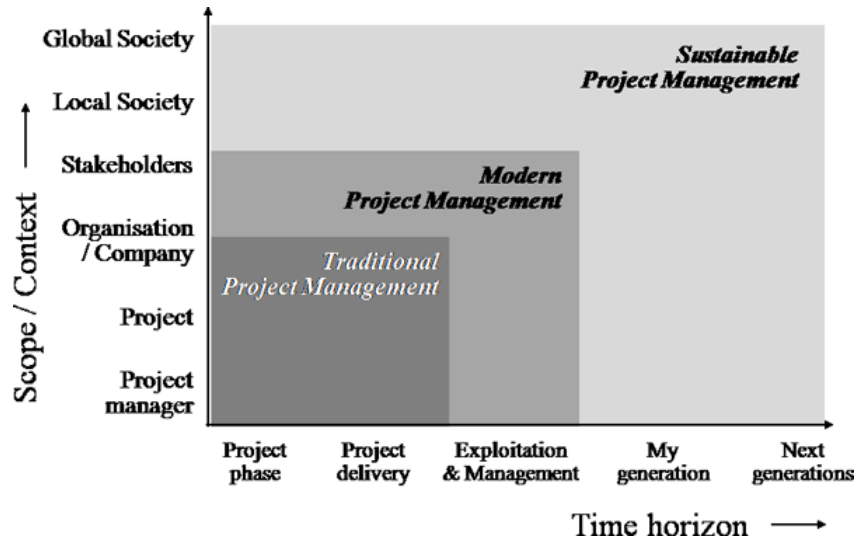 Global Society
Local Society
Stakeholders
Organisation
/ Company
Project
Project
manager
Scope / Context
Sustainable
Project Management
Modern
Project Management
Traditional
Project Management
Project
phase
Project
delivery
Exploitation
& Management
My
generation
Next
generations
Time horizon